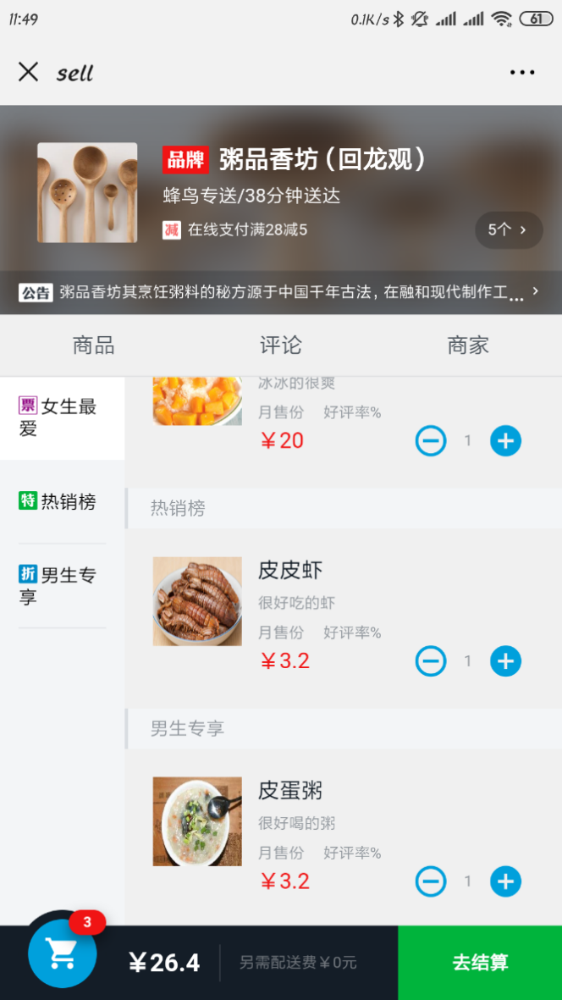 11:49
0.1K/s
61
sell
品牌 粥品香坊（回龙观）
蜂鸟专送/38分钟送达
减 在线支付满28减5
5个
公告 粥品香坊其烹饪粥料的秘方源于中国千年古法，在融和现代制作工...
商品 评论 商家
票 女生最
爱
特 热销榜
折 男生专
享
冰冰的很爽
月售份 好评率%
￥20
1
热销榜
皮皮虾
很好吃的虾
月售份 好评率%
￥3.2
1
男生专享
皮蛋粥
很好喝的粥
月售份 好评率%
￥3.2
1
3
￥26.4
另需配送费￥0元
去结算